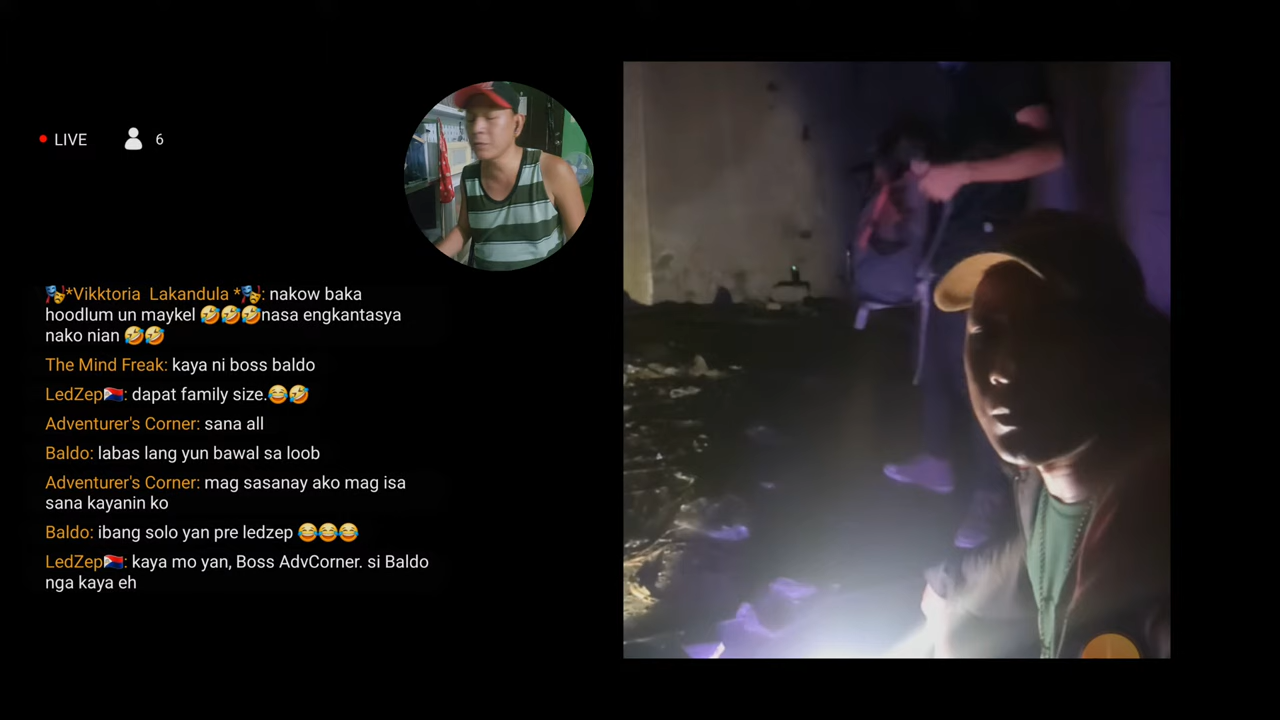 LIVE 6
🎭*Vikktoria Lakandula *🎭: nakow baka
hoodlum un maykel 🤣🤣🤣nasa engkantasya
nako nian 🤣🤣
The Mind Freak: kaya ni boss baldo
LedZep🇵🇭: dapat family size.😂🤣
Adventurer's Corner: sana all
Baldo: labas lang yun bawal sa loob
Adventurer's Corner: mag sasanay ako mag isa
sana kayanin ko
Baldo: ibang solo yan pre ledzep 😂😂😂
LedZep🇵🇭: kaya mo yan, Boss AdvCorner. si Baldo
nga kaya eh